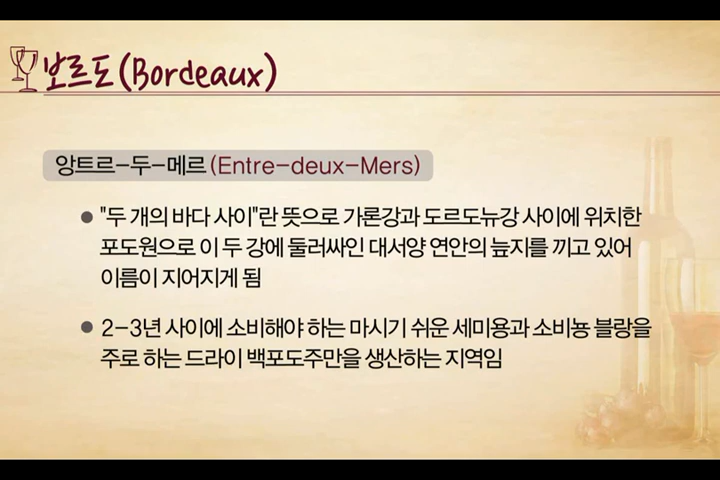 보르도(Bordeaux)
앙트르-두-메르(Entre-deux-Mers)
● "두 개의 바다 사이"란 뜻으로 가론강과 도르도뉴강 사이에 위치한
포도원으로 이 두 강에 둘러싸인 대서양 연안의 늪지를 끼고 있어
이름이 지어지게 됨
● 2-3년 사이에 소비해야 하는 마시기 쉬운 세미용과 소비뇽 블랑을
주로 하는 드라이 백포도주만을 생산하는 지역임